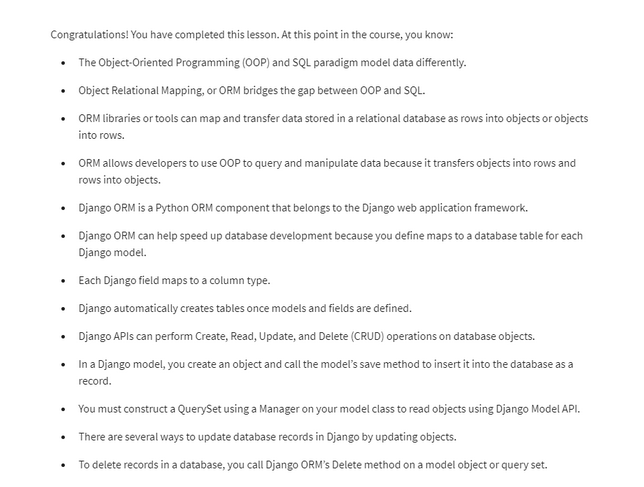 Congratulations! You have completed this lesson. At this point in the course, you know:
• The Object-Oriented Programming (OOP) and SQL paradigm model data differently.
• Object Relational Mapping, or ORM bridges the gap between OOP and SQL.
• ORM libraries or tools can map and transfer data stored in a relational database as rows into objects or objects
into rows.
• ORM allows developers to use OOP to query and manipulate data because it transfers objects into rows and
rows into objects.
• Django ORM is a Python ORM component that belongs to the Django web application framework.
• Django ORM can help speed up database development because you define maps to a database table for each
Django model.
• Each Django field maps to a column type.
• Django automatically creates tables once models and fields are defined.
• Django APIs can perform Create, Read, Update, and Delete (CRUD) operations on database objects.
• In a Django model, you create an object and call the model’s save method to insert it into the database as a
record.
• You must construct a QuerySet using a Manager on your model class to read objects using Django Model API.
• There are several ways to update database records in Django by updating objects.
• To delete records in a database, you call Django ORM’s Delete method on a model object or query set.